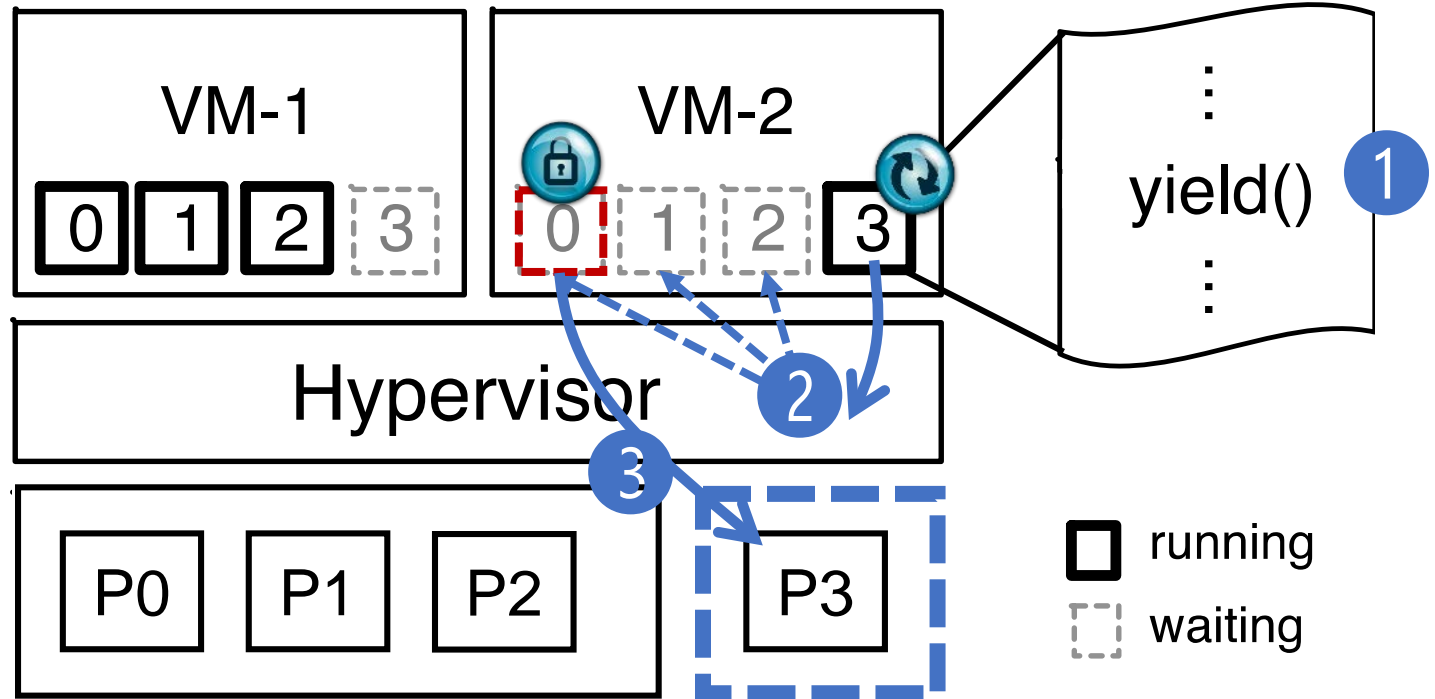 VM-1
0 1 2 3
VM-2
0 1 2 3
⋮
yield()
⋮
1
Hypervisor
2
3
P0 P1 P2
P3
running
waiting